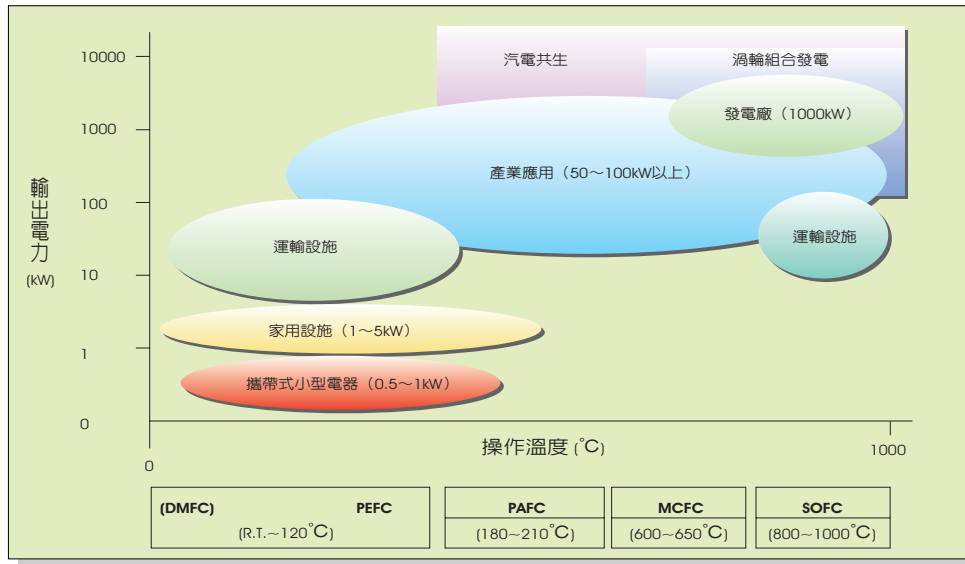 10000
1000
100
10
1
0
輸出電力
(kW)
汽電共生
渦輪組合發電
發電廠（1000kW）
產業應用（50～100kW以上）
運輸設施
運輸設施
家用設施（1～5kW）
攜帶式小型電器（0.5～1kW）
0
操作溫度 (°C)
1000
(DMFC) PEFC
(R.T.~120°C)
PAFC
(180~210°C)
MCFC
(600~650°C)
SOFC
(800~1000°C)